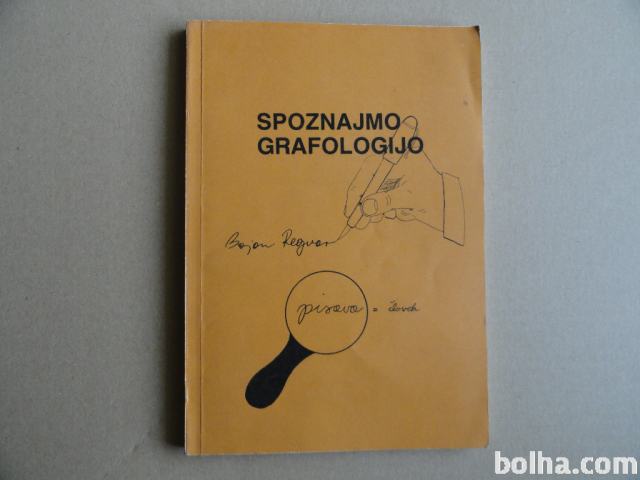 SPOZNAJMO
GRAFOLOGIJO
Bojan Regvar
pisava = človek
bolha.com